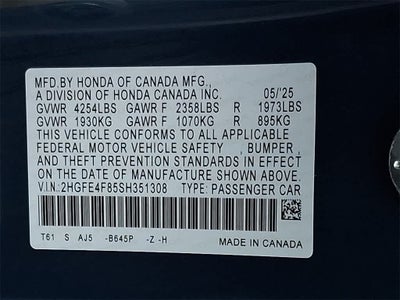 MFD.BY HONDA OF CANADA MFG.,
A DIVISION OF HONDA CANADA INC. 05/'25
GVWR 4254LBS GAWR F 2358LBS R 1973LBS
GVWR 1930KG GAWR F 1070KG R 895KG
THIS VEHICLE CONFORMS TO ALL APPLICABLE
FEDERAL MOTOR VEHICLE SAFETY , BUMPER ,
AND THEFT PREVENTION STANDARDS IN EFFECT
ON THE DATE OF MANUFACTURE SHOWN ABOVE.
V.I.N.:2HGFE4F85SH351308 TYPE:PASSENGER CAR
T61 S AJ5 -B645P -Z -H MADE IN CANADA